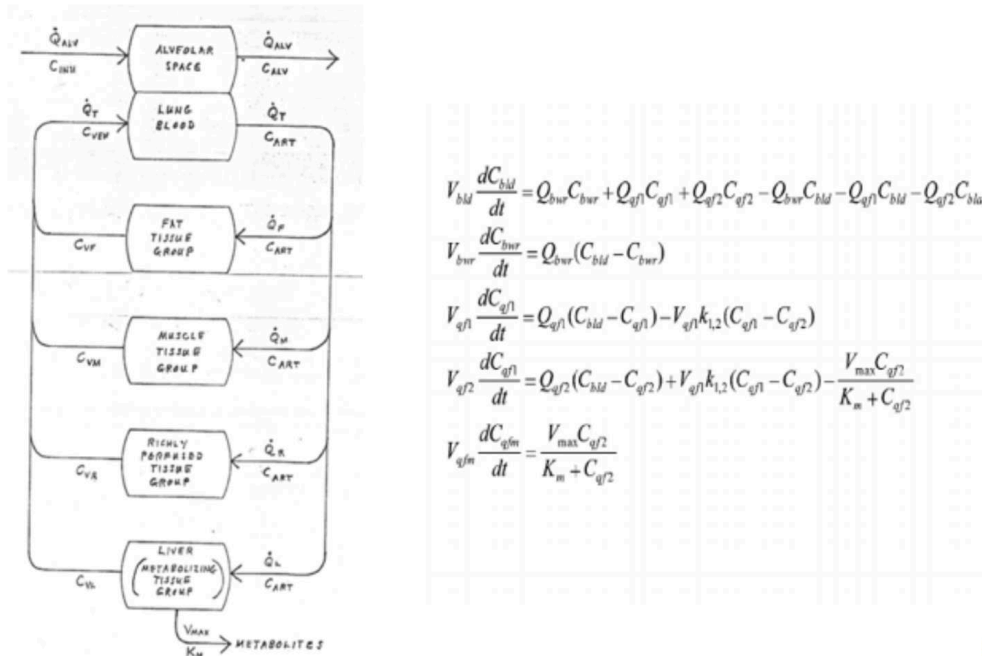 Q̇ALV
CINH
ALVEOLAR
SPACE
Q̇ALV
CALV
Q̇T
CVEN
LUNG
BLOOD
Q̇T
CART
FAT
TISSUE
GROUP
CVF
Q̇F
CART
MUSCLE
TISSUE
GROUP
CVM
Q̇M
CART
RICHLY
PERFUSED
TISSUE
GROUP
CVR
Q̇R
CART
LIVER
(METABOLIZING
TISSUE
GROUP)
CVL
Q̇L
CART
VMAX
KM
METABOLITES
V_bld dC_bld/dt = Q_bwr C_bwr + Q_qf1 C_qf1 + Q_qf2 C_qf2 − Q_bwr C_bld − Q_qf1 C_bld − Q_qf2 C_bld
V_bwr dC_bwr/dt = Q_bwr (C_bld − C_bwr)
V_qf1 dC_qf1/dt = Q_qf1 (C_bld − C_qf1) − V_qf1 k_1,2 (C_qf1 − C_qf2)
V_qf2 dC_qf1/dt = Q_qf2 (C_bld − C_qf2) + V_qf1 k_1,2 (C_qf1 − C_qf2) − V_max C_qf2/K_m + C_qf2
V_qfm dC_qfm/dt = V_max C_qf2/K_m + C_qf2